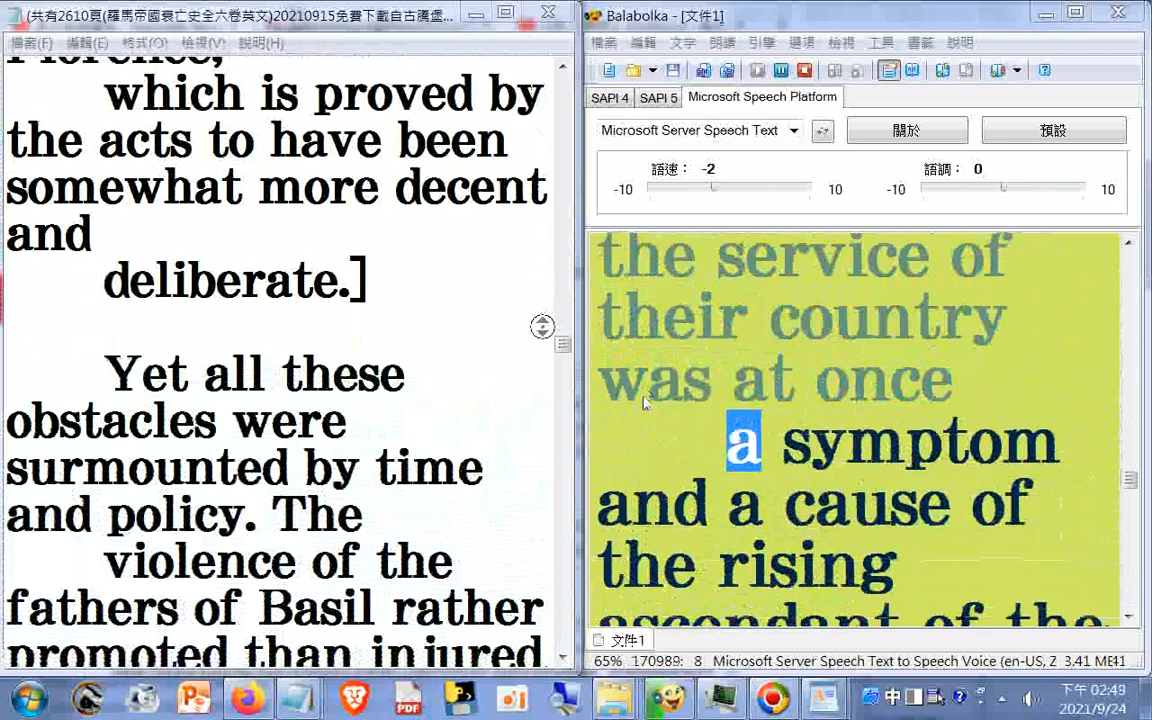 (共有2610頁(羅馬帝國衰亡史全六卷英文)20210915免費下載自古騰堡...
檔案(F) 編輯(E) 格式(O) 檢視(V) 說明(H)
Florence,
which is proved by
the acts to have been
somewhat more decent
and
deliberate.]
Yet all these
obstacles were
surmounted by time
and policy. The
violence of the
fathers of Basil rather
promoted than injured
Balabolka - [文件1]
檔案 編輯 文字 朗讀 引擎 選項 檢視 工具 書籤 說明
SAPI 4 SAPI 5 Microsoft Speech Platform
Microsoft Server Speech Text
關於
預設
語速： -2
-10 10
語調： 0
-10 10
the service of
their country
was at once
a symptom
and a cause of
the rising
ascendant of the
文件1
65% 170989: 8 Microsoft Server Speech Text to Speech Voice (en-US, Z 3.41 ME41
PDF
中
下午 02:49
2021/9/24